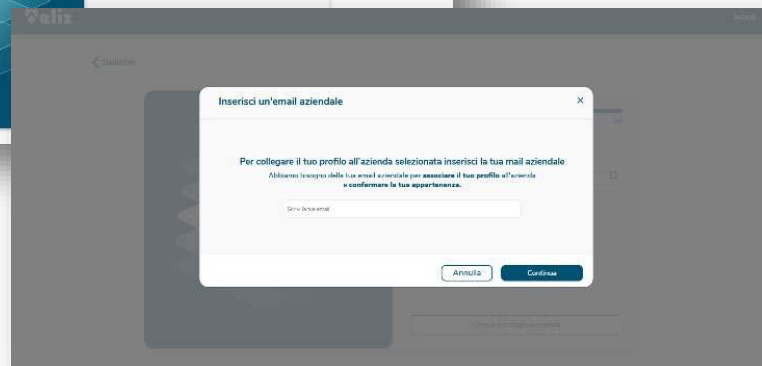 Inserisci un'email aziendale
×
Per collegare il tuo profilo all'azienda selezionata inserisci la tua mail aziendale
Abbiamo bisogno della tua email aziendale per associare il tuo profilo all'azienda
e confermare la tua appartenenza.
Scrivi la tua email
Annulla
Continua